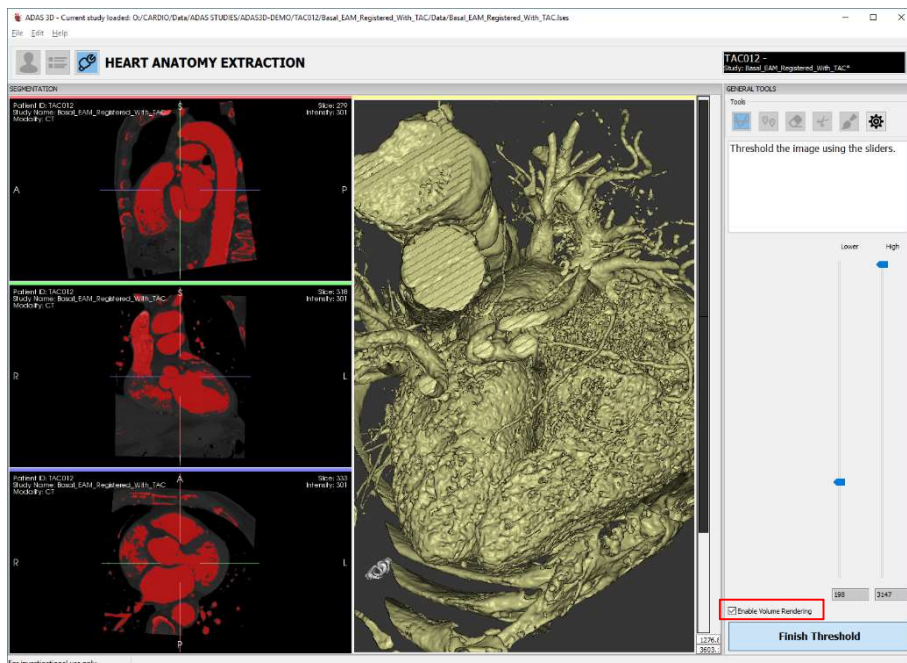 ADAS 3D - Current study loaded: O:/CARDIO/Data/ADAS STUDIES/ADAS3D-DEMO/TAC012/Basal_EAM_Registered_With_TAC/Data/Basal_EAM_Registered_With_TAC.lses
File Edit Help
HEART ANATOMY EXTRACTION
TAC012 -
Study: Basal_EAM_Registered_With_TAC*
SEGMENTATION
GENERAL TOOLS
Tools
Patient ID: TAC012
Study Name: Basal_EAM_Registered_With_TAC
Modality: CT
S
Slice: 279
Intensity: 301
A
P
Threshold the image using the sliders.
Lower High
Patient ID: TAC012
Study Name: Basal_EAM_Registered_With_TAC
Modality: CT
S
Slice: 318
Intensity: 301
R
L
Patient ID: TAC012
Study Name: Basal_EAM_Registered_With_TAC
Modality: CT
A
Slice: 333
Intensity: 301
R
L
P
198 3147
Enable Volume Rendering
Finish Threshold
For investigational use only